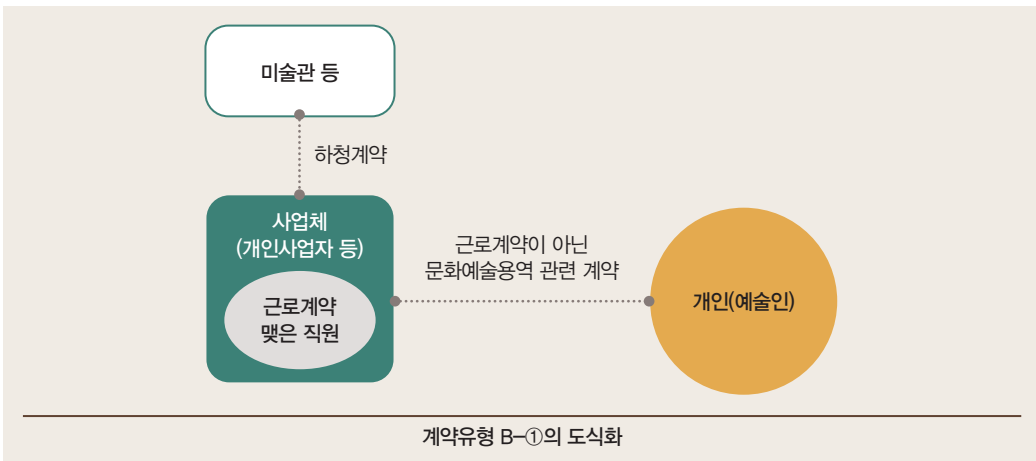 미술관 등
하청계약
사업체
(개인사업자 등)
근로계약
맺은 직원
근로계약이 아닌
문화예술용역 관련 계약
개인(예술인)
계약유형 B-①의 도식화